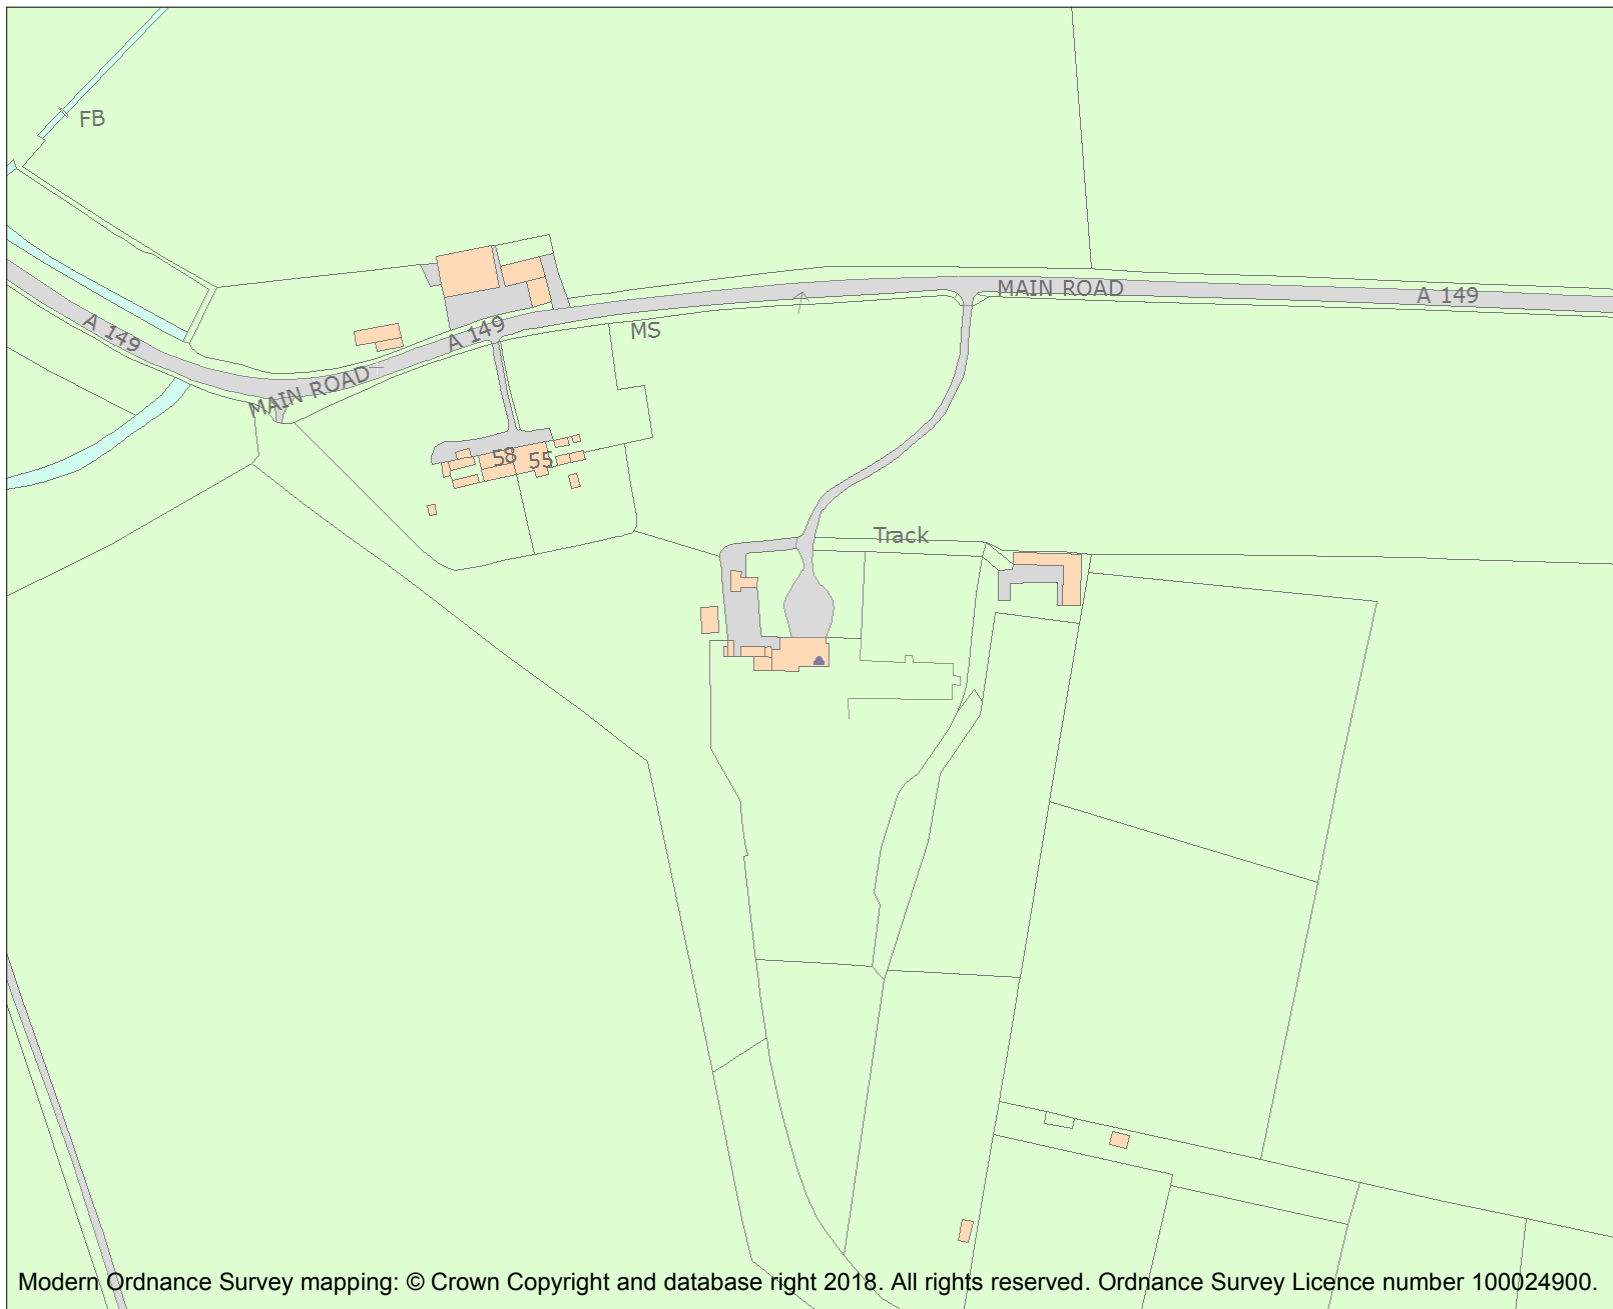 FB
MAIN ROAD
A 149
A 149
A 149
MS
MAIN ROAD
58
55
Track
Modern Ordnance Survey mapping: © Crown Copyright and database right 2018. All rights reserved. Ordnance Survey Licence number 100024900.